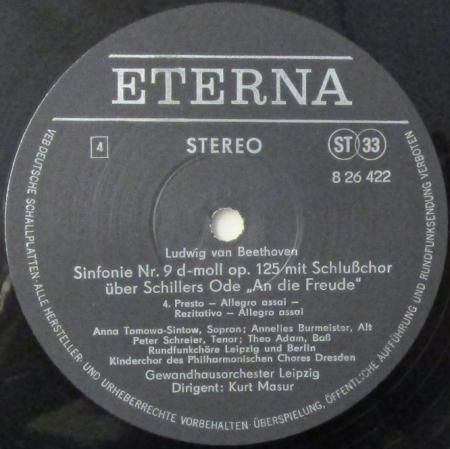 ETERNA
4
STEREO
ST 33
8 26 422
Ludwig van Beethoven
Sinfonie Nr. 9 d-moll op. 125 mit Schlußchor
über Schillers Ode „An die Freude“
4. Presto – Allegro assai –
Rezitativo – Allegro assai
Anna Tomowa-Sintow, Sopran; Annelies Burmeister, Alt
Peter Schreier, Tenor; Theo Adam, Baß
Rundfunkchöre Leipzig und Berlin
Kinderchor des Philharmonischen Chores Dresden
Gewandhausorchester Leipzig
Dirigent: Kurt Masur
VEB DEUTSCHE SCHALLPLATTEN · ALLE HERSTELLER- UND URHEBERRECHTE VORBEHALTEN · ÜBERSPIELUNG, ÖFFENTLICHE AUFFÜHRUNG UND RUNDFUNKSENDUNG VERBOTEN